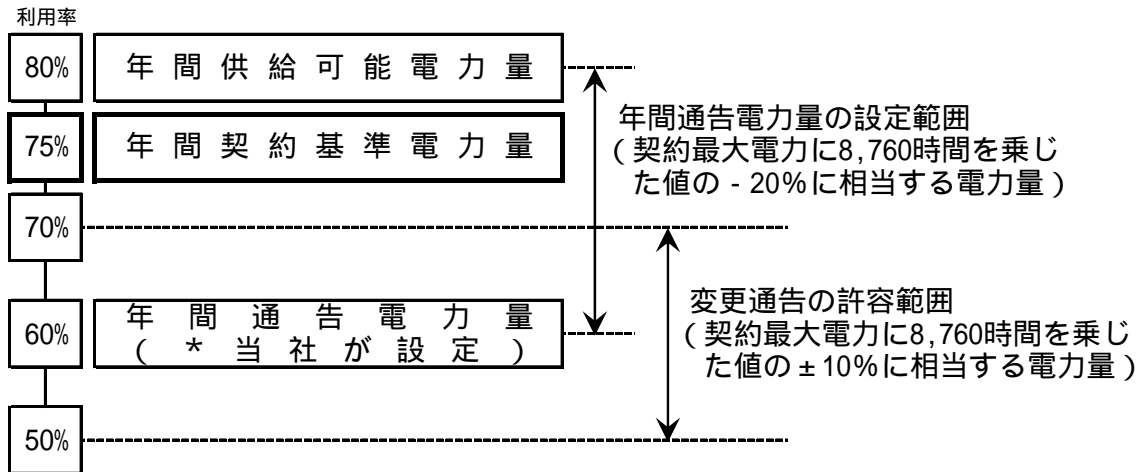 利用率
80%
年間供給可能電力量
75%
年間契約基準電力量
年間通告電力量の設定範囲
(契約最大電力に8,760時間を乗じ
た値の - 20%に相当する電力量)
70%
60%
年間通告電力量
(*当社が設定)
変更通告の許容範囲
(契約最大電力に8,760時間を乗じ
た値の±10%に相当する電力量)
50%